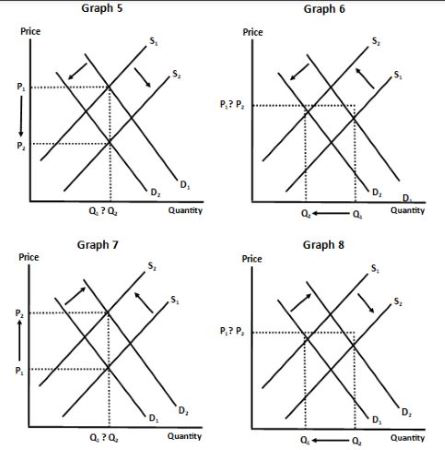 Graph 5
Price
S₁
S₂
P₁
P₂
D₁
D₂
Q₁ ? Q₂
Quantity
Graph 6
Price
S₂
S₁
P₁ ? P₂
D₂
D₁
Q₂
Q₁
Quantity
Graph 7
Price
S₂
S₁
P₂
P₁
D₁
D₂
Q₁ ? Q₂
Quantity
Graph 8
Price
S₁
S₂
P₁ ? P₂
D₁
D₂
Q₁
Q₂
Quantity